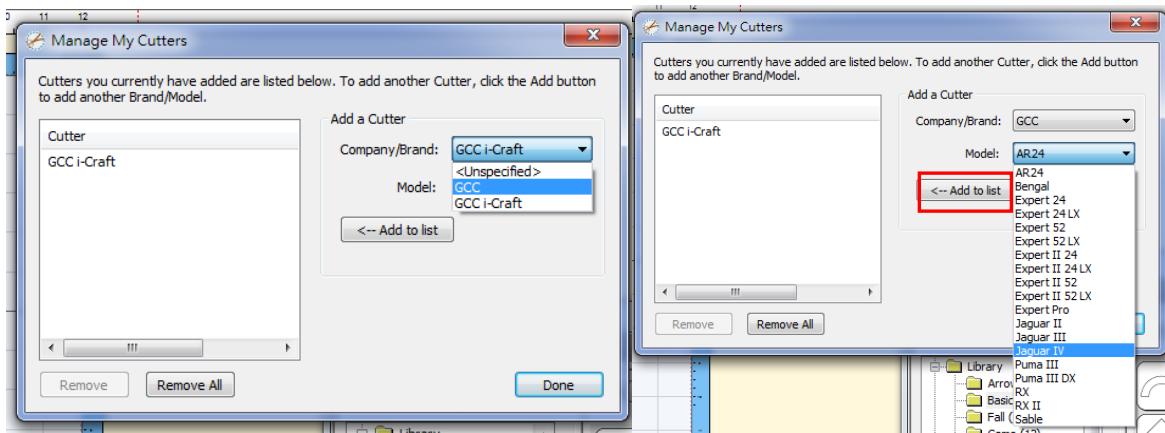 11 12
Manage My Cutters
Cutters you currently have added are listed below. To add another Cutter, click the Add button
to add another Brand/Model.
Cutter
GCC i-Craft
Add a Cutter
Company/Brand: GCC i-Craft
<Unspecified>
GCC
GCC i-Craft
Model:
<-- Add to list
Remove
Remove All
Done
Manage My Cutters
Cutters you currently have added are listed below. To add another Cutter, click the Add button
to add another Brand/Model.
Cutter
GCC i-Craft
Add a Cutter
Company/Brand: GCC
Model: AR24
<-- Add to list
AR24
Bengal
Expert 24
Expert 24 LX
Expert 52
Expert 52 LX
Expert II 24
Expert II 24 LX
Expert II 52
Expert II 52 LX
Expert Pro
Jaguar II
Jaguar III
Jaguar IV
Puma III
Puma III DX
RX
RX II
Sable
Remove
Remove All
Library